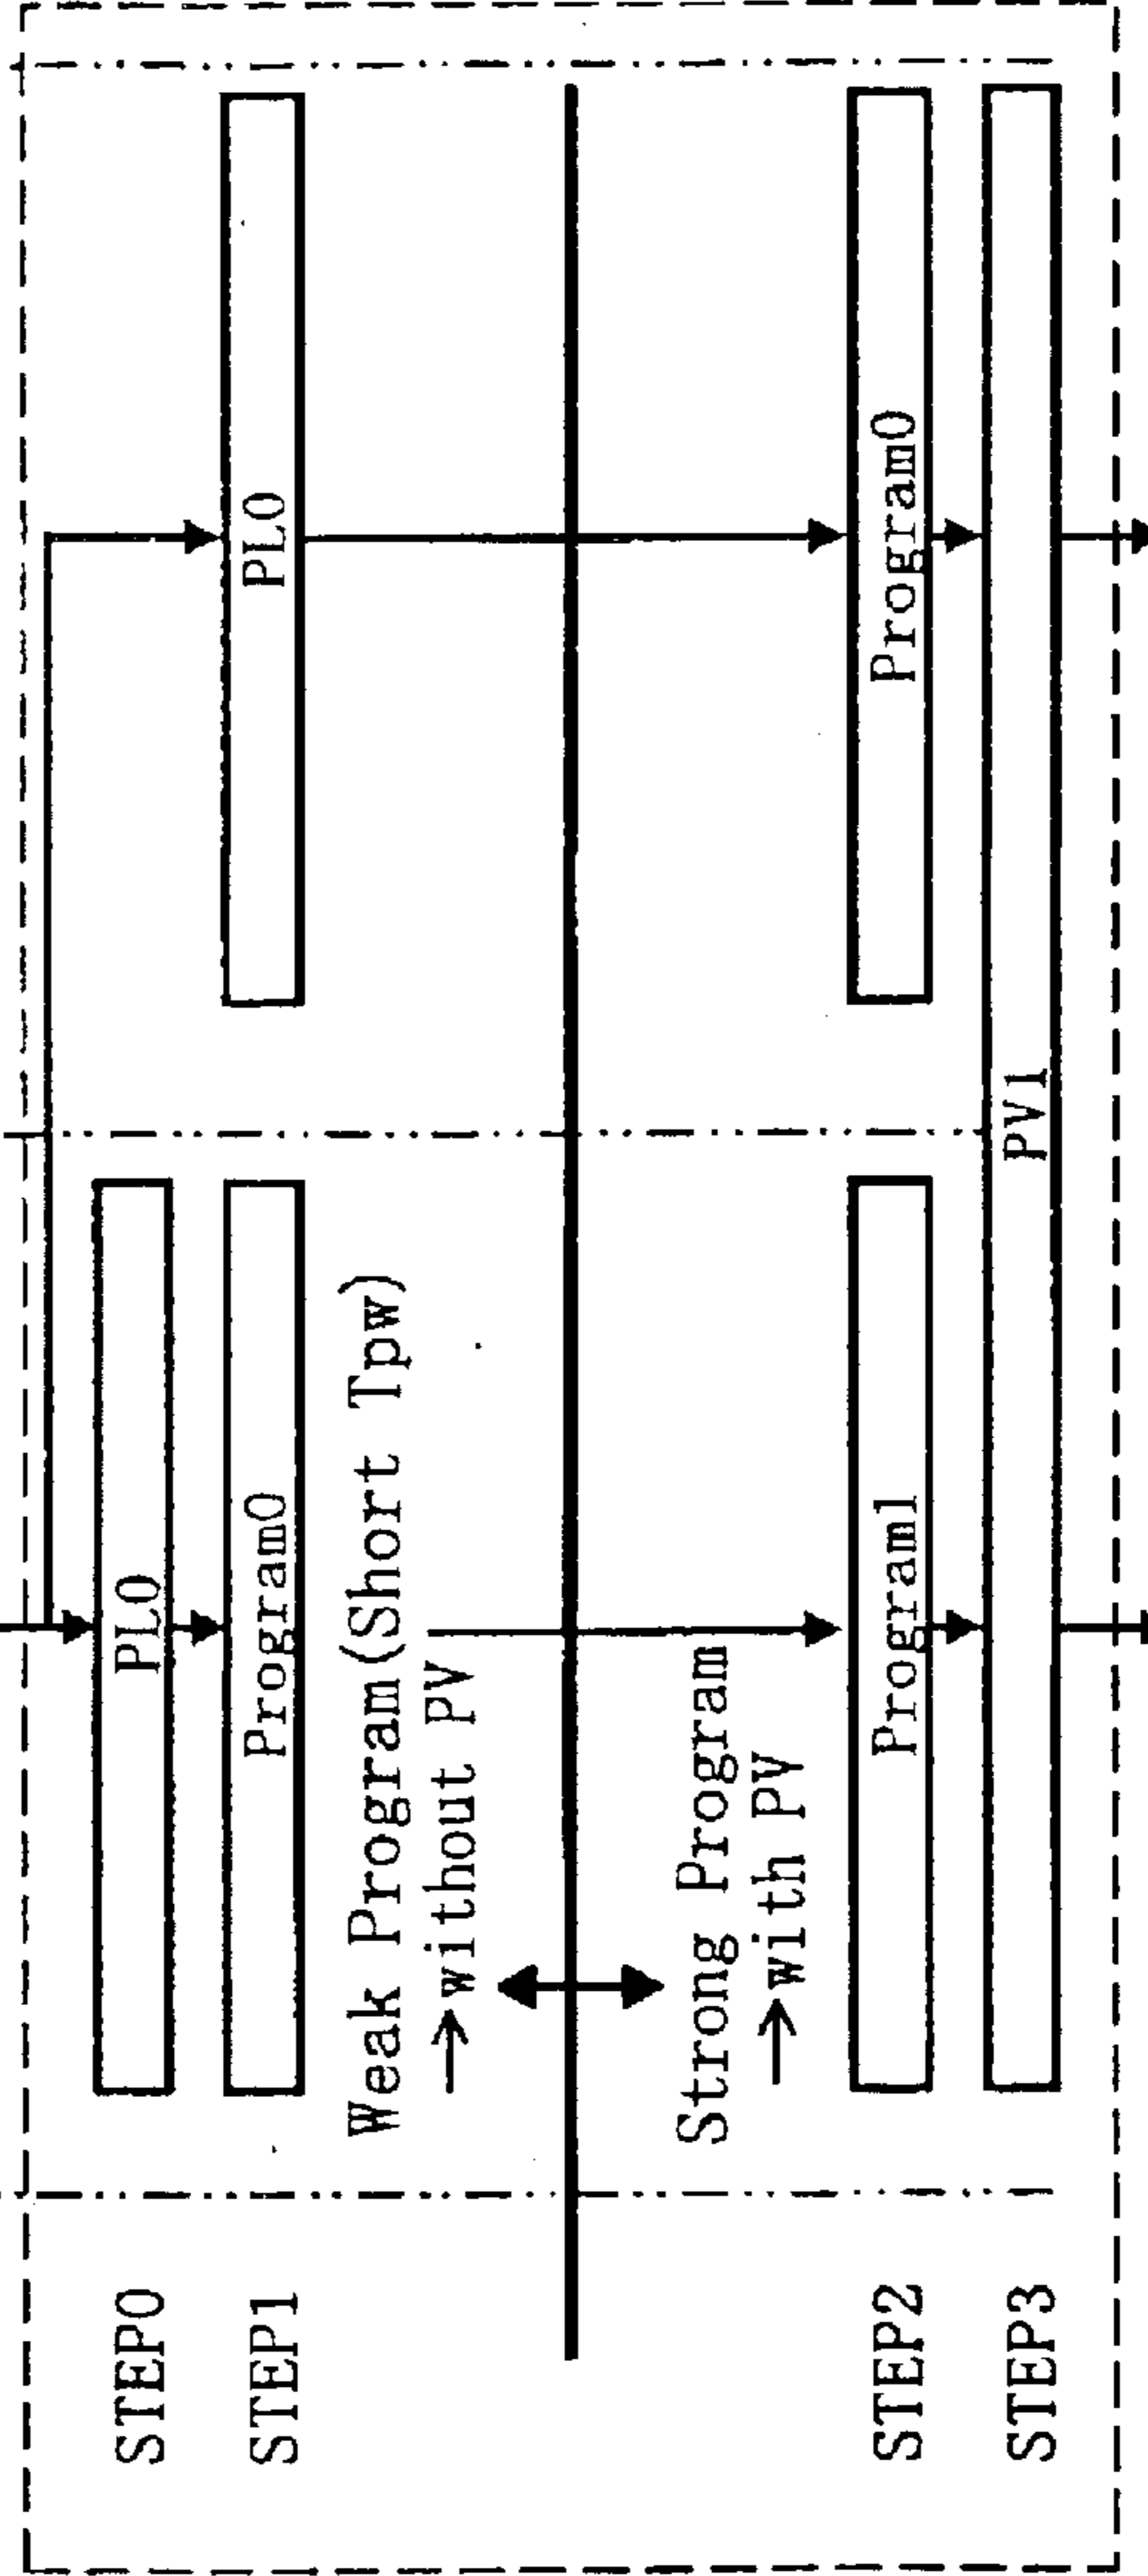 STEP0
PL0
STEP1
Program0
PL0
Weak Program(Short Tpw)
→without PV
Strong Program
→with PV
STEP2
Program1
Program0
STEP3
PV1